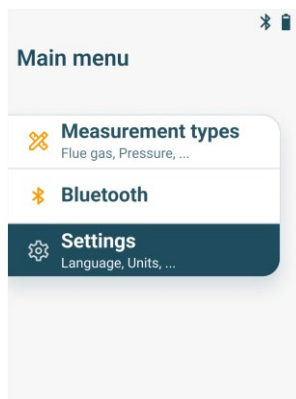 Main menu
Measurement types
Flue gas, Pressure, ...
Bluetooth
Settings
Language, Units, ...